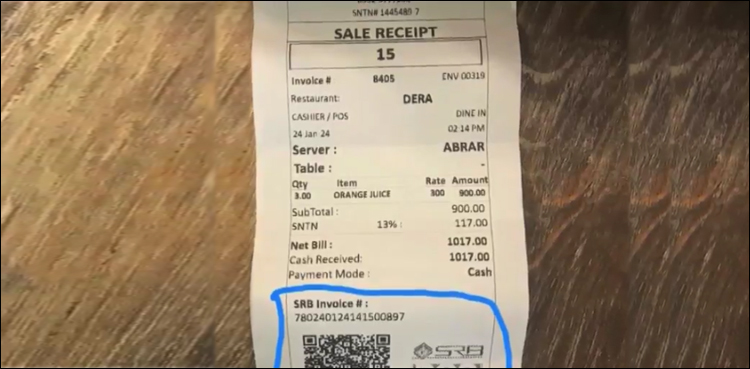 SNTN# 1445489-7
SALE RECEIPT
15
Invoice # 8405 ENV 00319
Restaurant: DERA
CASHIER / POS DINE IN
24 Jan 24 02:14 PM
Server : ABRAR
Table : -
Qty Item Rate Amount
3.00 ORANGE JUICE 300 900.00
SubTotal : 900.00
SNTN 13% : 117.00
Net Bill : 1017.00
Cash Received: 1017.00
Payment Mode : Cash
SRB Invoice # :
780240124141500897
SRB